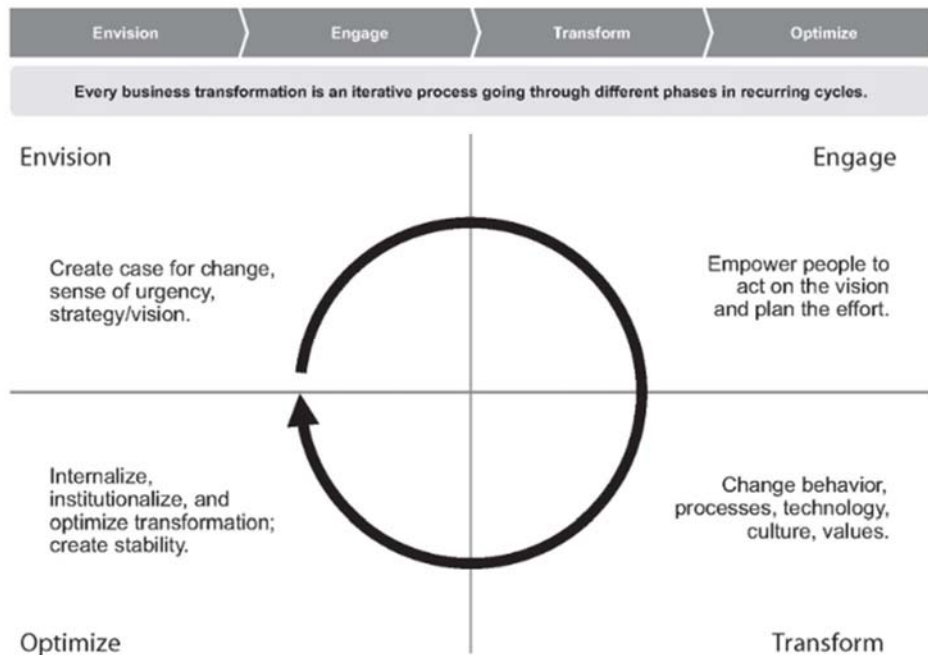 Envision
Engage
Transform
Optimize
Every business transformation is an iterative process going through different phases in recurring cycles.
Envision
Engage
Create case for change,
sense of urgency,
strategy/vision.
Empower people to
act on the vision
and plan the effort.
Internalize,
institutionalize, and
optimize transformation;
create stability.
Change behavior,
processes, technology,
culture, values.
Optimize
Transform